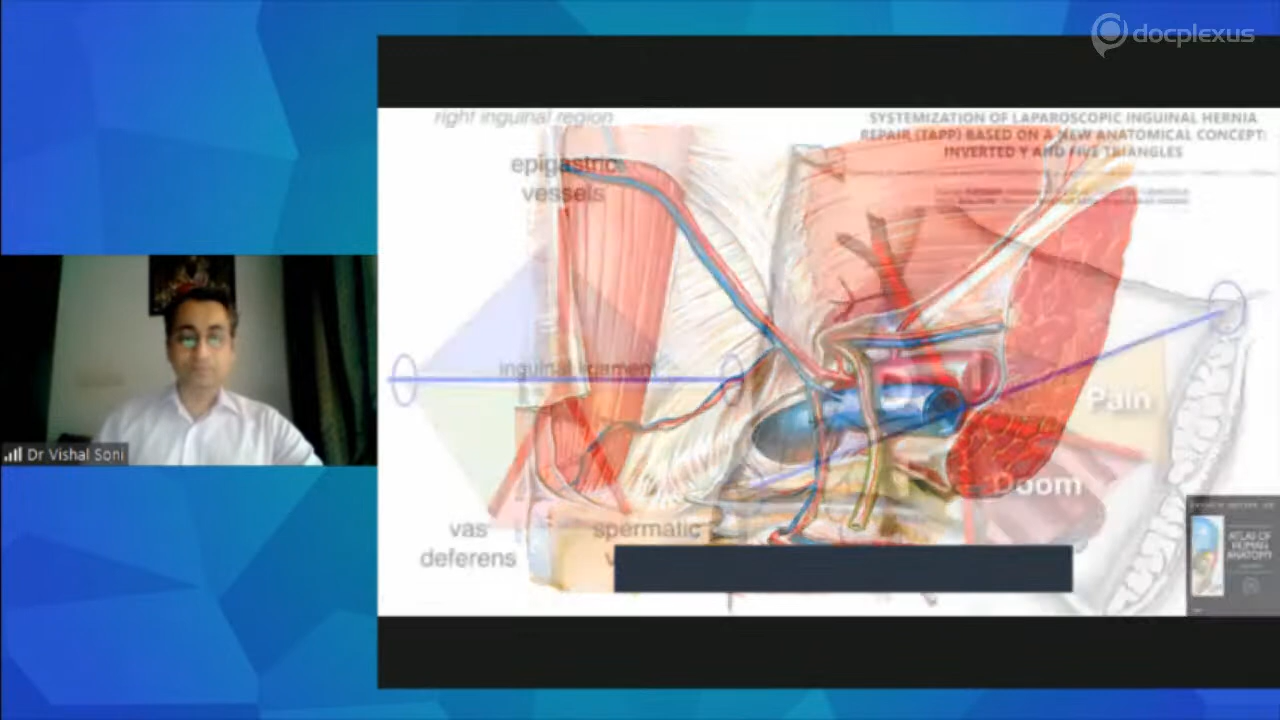 docplexus
right inguinal region
SYSTEMIZATION OF LAPAROSCOPIC INGUINAL HERNIA
REPAIR (TAPP) BASED ON A NEW ANATOMICAL CONCEPT:
INVERTED Y AND FIVE TRIANGLES
epigastric
vessels
inguinal ligament
Pain
Doom
Dr Vishal Soni
vas
deferens
spermatic
ATLAS OF
HUMAN
ANATOMY